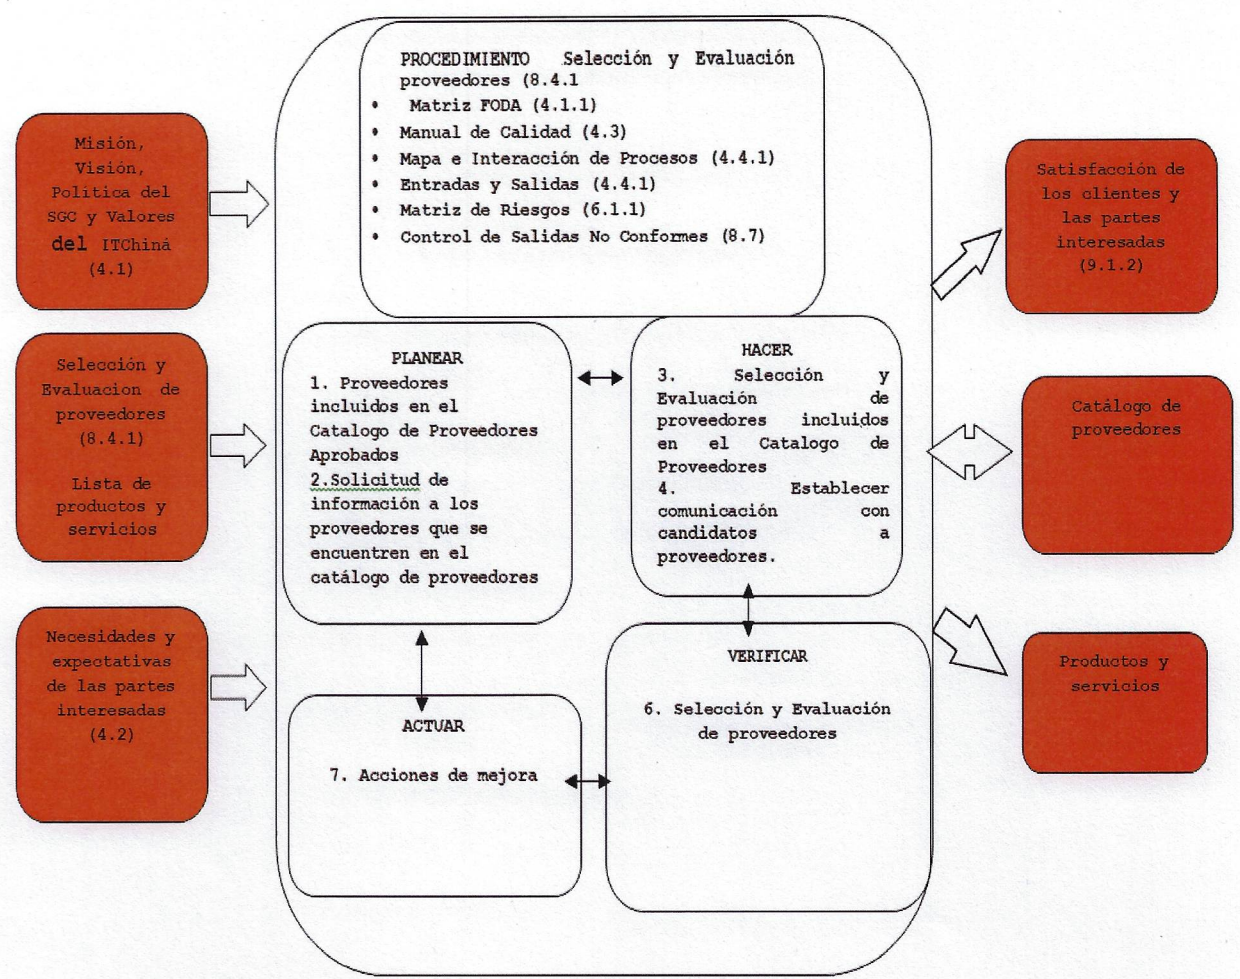 PROCEDIMIENTO Selección y Evaluación
proveedores (8.4.1
• Matriz FODA (4.1.1)
• Manual de Calidad (4.3)
• Mapa e Interacción de Procesos (4.4.1)
• Entradas y Salidas (4.4.1)
• Matriz de Riesgos (6.1.1)
• Control de Salidas No Conformes (8.7)
Misión,
Visión,
Política del
SGC y Valores
del ITChiná
(4.1)
Selección y
Evaluacion de
proveedores
(8.4.1)
Lista de
productos y
servicios
Necesidades y
expectativas
de las partes
interesadas
(4.2)
PLANEAR
1. Proveedores
incluidos en el
Catalogo de Proveedores
Aprobados
2.Solicitud de
información a los
proveedores que se
encuentren en el
catálogo de proveedores
HACER
3. Selección y
Evaluación de
proveedores incluidos
en el Catalogo de
Proveedores
4. Establecer
comunicación con
candidatos a
proveedores.
VERIFICAR
6. Selección y Evaluación
de proveedores
ACTUAR
7. Acciones de mejora
Satisfacción de
los clientes y
las partes
interesadas
(9.1.2)
Catálogo de
proveedores
Productos y
servicios